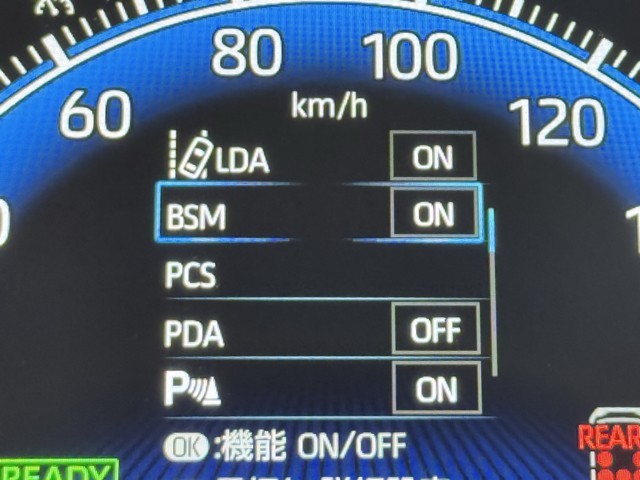 80 100
60 km/h 120
LDA ON
BSM ON
PCS
PDA OFF
P ON
OK :機能 ON/OFF
REAR
READY